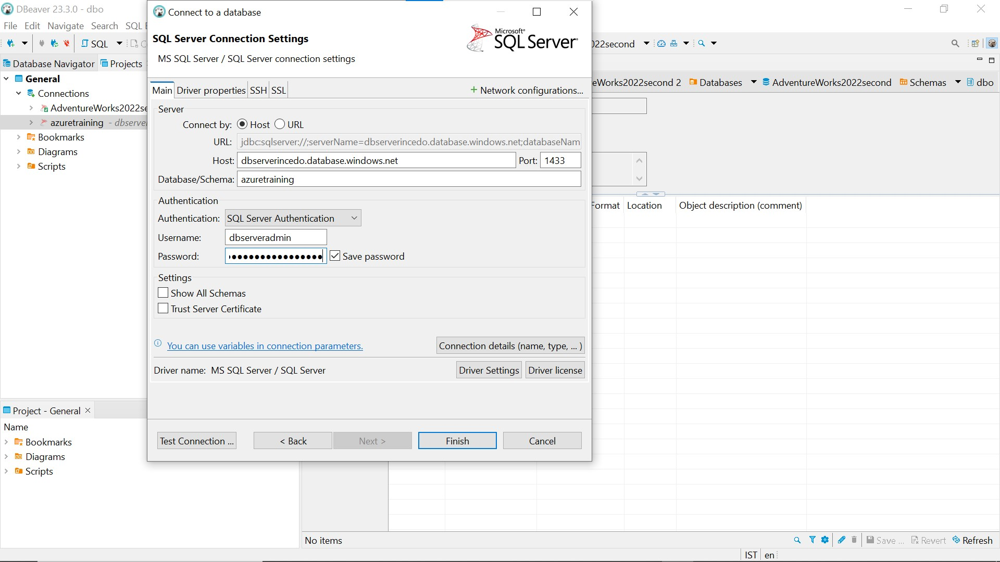 DBeaver 23.3.0 - dbo
File Edit Navigate Search SQL
SQL
Database Navigator
Projects
General
Connections
AdventureWorks2022se
azuretraining - dbserve
Bookmarks
Diagrams
Scripts
Project - General
Name
Bookmarks
Diagrams
Scripts
Connect to a database
SQL Server Connection Settings
MS SQL Server / SQL Server connection settings
Microsoft®
SQL Server®
Main Driver properties SSH SSL
+ Network configurations...
Server
Connect by: Host URL
URL: jdbc:sqlserver://;serverName=dbserverincedo.database.windows.net;databaseNam
Host: dbserverincedo.database.windows.net Port: 1433
Database/Schema: azuretraining
Authentication
Authentication: SQL Server Authentication
Username: dbserveradmin
Password: ●●●●●●●●●●●●●●●● Save password
Settings
Show All Schemas
Trust Server Certificate
You can use variables in connection parameters.
Connection details (name, type, ... )
Driver name: MS SQL Server / SQL Server
Driver Settings Driver license
Test Connection ... < Back Next > Finish Cancel
022second
eWorks2022second 2 Databases AdventureWorks2022second Schemas dbo
Format Location Object description (comment)
No items
Save ... Revert Refresh
IST en